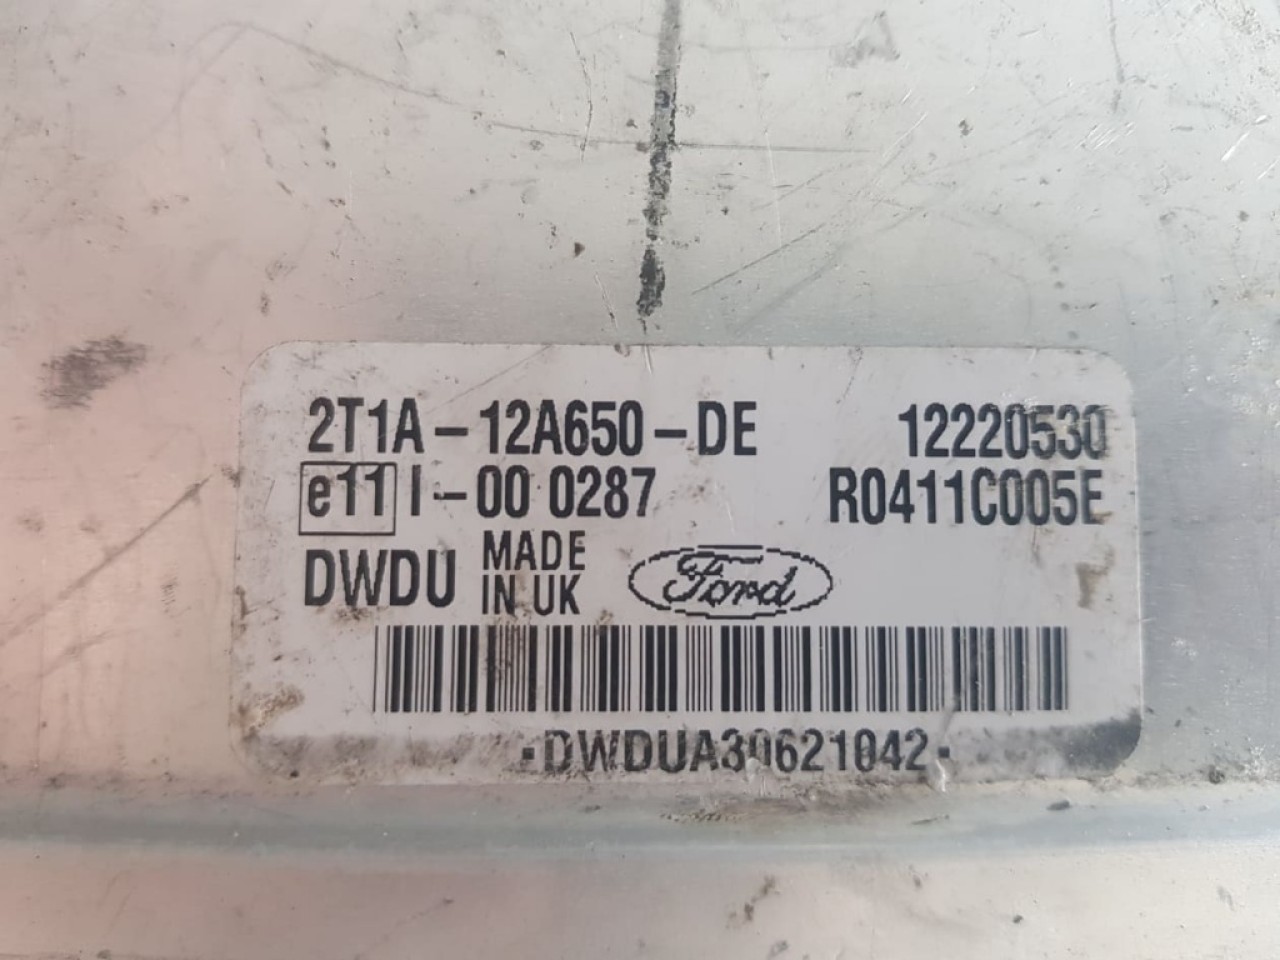 2T1A-12A650-DE 12220530
e11 I-00 0287 R0411C005E
DWDU MADE IN UK Ford
-DWDUA30621042-